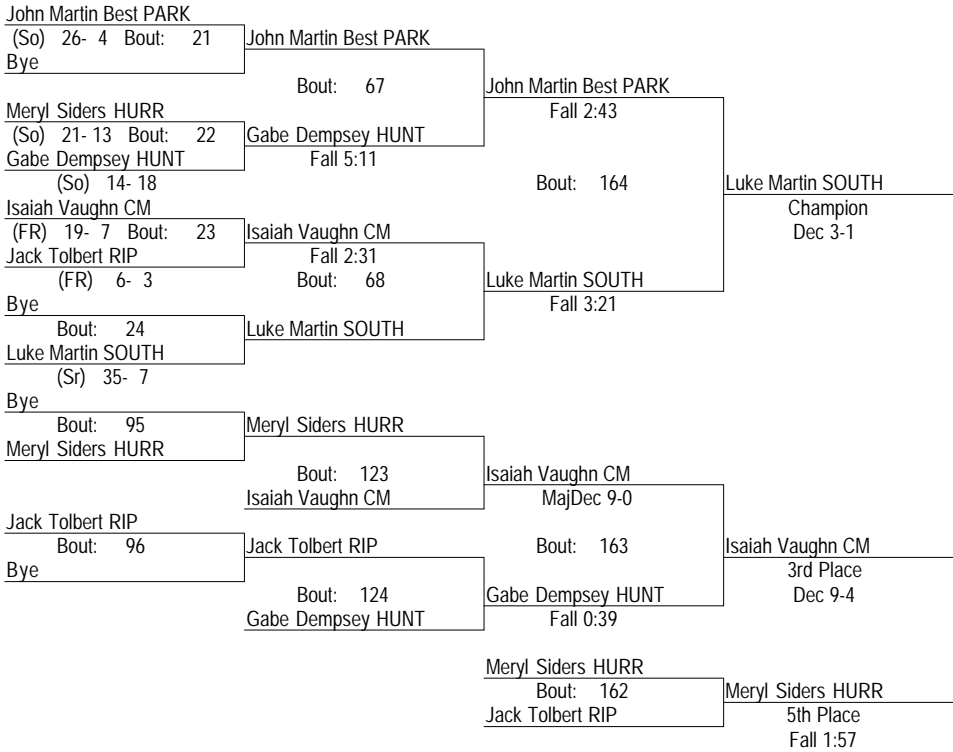 John Martin Best PARK
(So) 26- 4 Bout: 21 John Martin Best PARK
Bye
Bout: 67 John Martin Best PARK
Meryl Siders HURR Fall 2:43
(So) 21- 13 Bout: 22 Gabe Dempsey HUNT
Gabe Dempsey HUNT Fall 5:11
(So) 14- 18 Bout: 164 Luke Martin SOUTH
Isaiah Vaughn CM Champion
(FR) 19- 7 Bout: 23 Isaiah Vaughn CM Dec 3-1
Jack Tolbert RIP Fall 2:31
(FR) 6- 3 Bout: 68 Luke Martin SOUTH
Bye Fall 3:21
Bout: 24 Luke Martin SOUTH
Luke Martin SOUTH
(Sr) 35- 7
Bye
Bout: 95 Meryl Siders HURR
Meryl Siders HURR
Bout: 123 Isaiah Vaughn CM
Isaiah Vaughn CM MajDec 9-0
Jack Tolbert RIP
Bout: 96 Jack Tolbert RIP Bout: 163 Isaiah Vaughn CM
Bye 3rd Place
Bout: 124 Gabe Dempsey HUNT Dec 9-4
Gabe Dempsey HUNT Fall 0:39
Meryl Siders HURR
Bout: 162 Meryl Siders HURR
Jack Tolbert RIP 5th Place
Fall 1:57